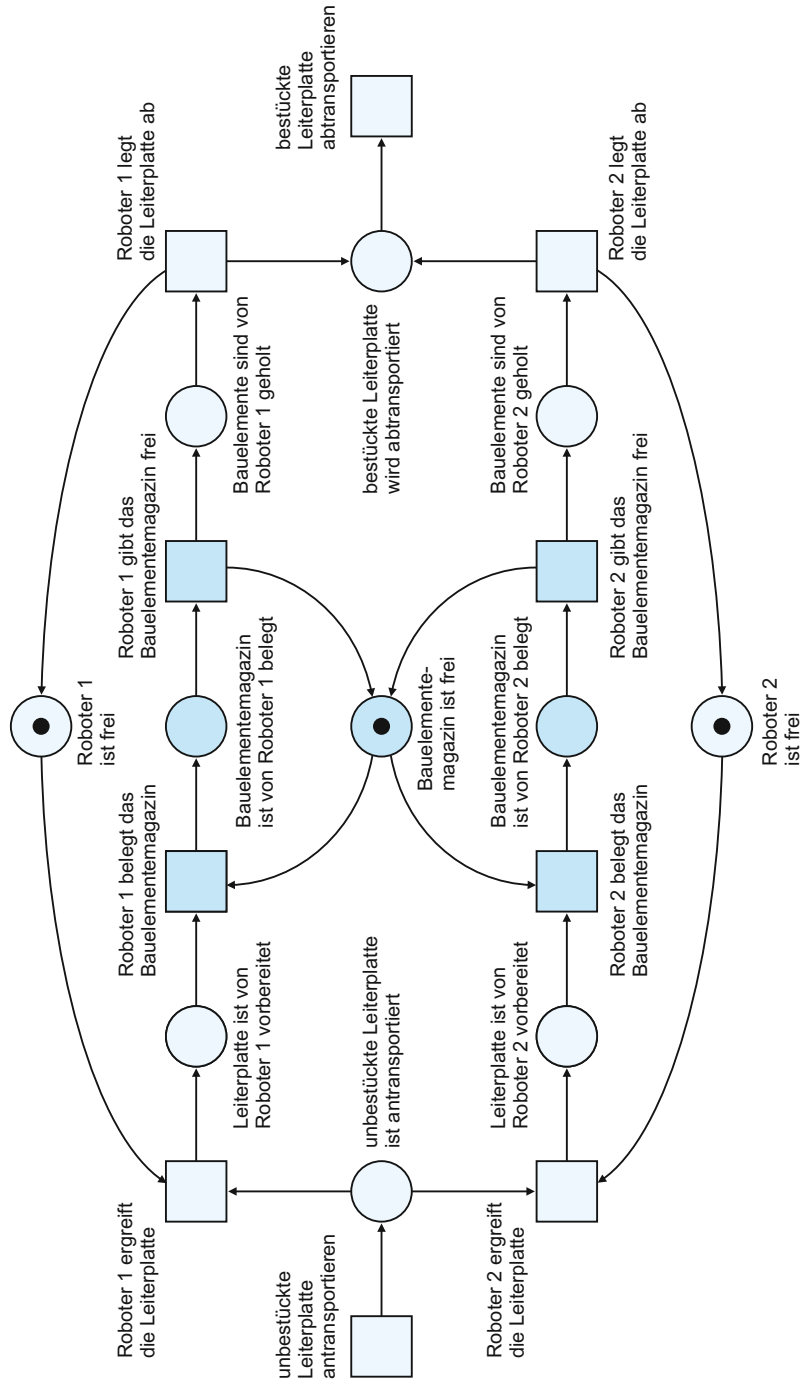 Roboter 1
ist frei
Roboter 1 ergreift
die Leiterplatte
Leiterplatte ist von
Roboter 1 vorbereitet
Roboter 1 belegt das
Bauelementemagazin
Bauelementemagazin
ist von Roboter 1 belegt
Roboter 1 gibt das
Bauelementemagazin frei
Bauelemente sind von
Roboter 1 geholt
Roboter 1 legt
die Leiterplatte ab
unbestückte
Leiterplatte
antransportieren
unbestückte Leiterplatte
ist antransportiert
Bauelemente-
magazin ist frei
bestückte Leiterplatte
wird abtransportiert
bestückte
Leiterplatte
abtransportieren
Roboter 2 ergreift
die Leiterplatte
Leiterplatte ist von
Roboter 2 vorbereitet
Roboter 2 belegt das
Bauelementemagazin
Bauelementemagazin
ist von Roboter 2 belegt
Roboter 2 gibt das
Bauelementemagazin frei
Bauelemente sind von
Roboter 2 geholt
Roboter 2 legt
die Leiterplatte ab
Roboter 2
ist frei